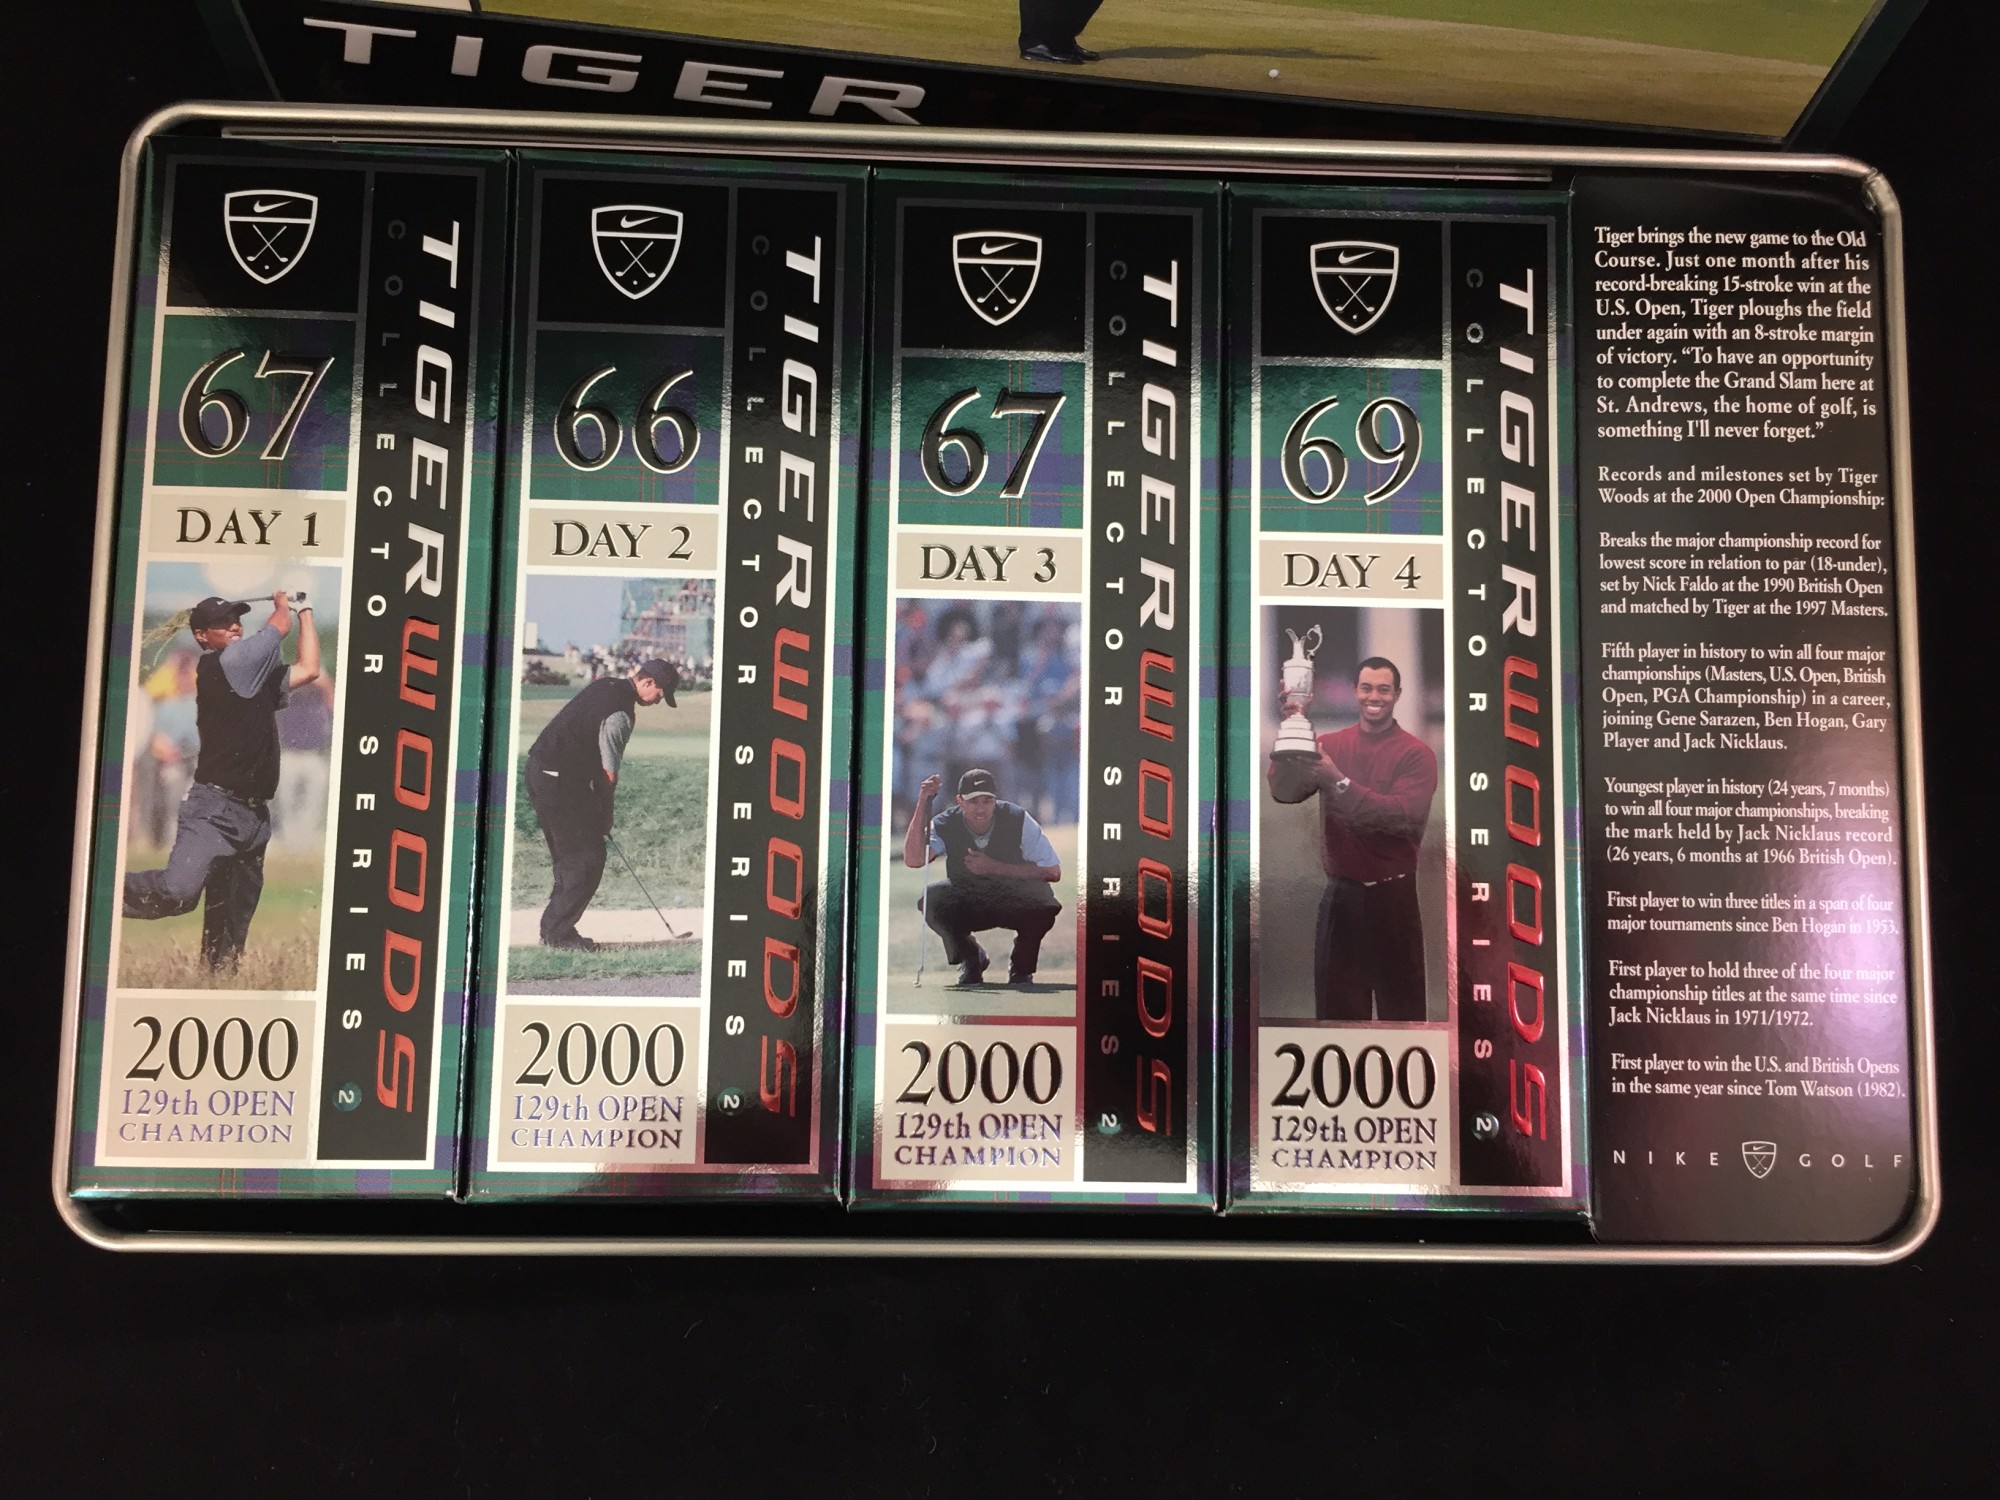 TIGER
67
DAY 1
2000
129th OPEN
CHAMPION
TIGERWOODS
COLLECTOR SERIES 2
66
DAY 2
2000
129th OPEN
CHAMPION
TIGERWOODS
COLLECTOR SERIES 2
67
DAY 3
2000
129th OPEN
CHAMPION
TIGERWOODS
COLLECTOR SERIES 2
69
DAY 4
2000
129th OPEN
CHAMPION
TIGERWOODS
COLLECTOR SERIES 2
Tiger brings the new game to the Old
Course. Just one month after his
record-breaking 15-stroke win at the
U.S. Open, Tiger ploughs the field
under again with an 8-stroke margin
of victory. “To have an opportunity
to complete the Grand Slam here at
St. Andrews, the home of golf, is
something I'll never forget.”
Records and milestones set by Tiger
Woods at the 2000 Open Championship:
Breaks the major championship record for
lowest score in relation to par (18-under),
set by Nick Faldo at the 1990 British Open
and matched by Tiger at the 1997 Masters.
Fifth player in history to win all four major
championships (Masters, U.S. Open, British
Open, PGA Championship) in a career,
joining Gene Sarazen, Ben Hogan, Gary
Player and Jack Nicklaus.
Youngest player in history (24 years, 7 months)
to win all four major championships, breaking
the mark held by Jack Nicklaus record
(26 years, 6 months at 1966 British Open).
First player to win three titles in a span of four
major tournaments since Ben Hogan in 1953.
First player to hold three of the four major
championship titles at the same time since
Jack Nicklaus in 1971/1972.
First player to win the U.S. and British Opens
in the same year since Tom Watson (1982).
NIKE GOLF